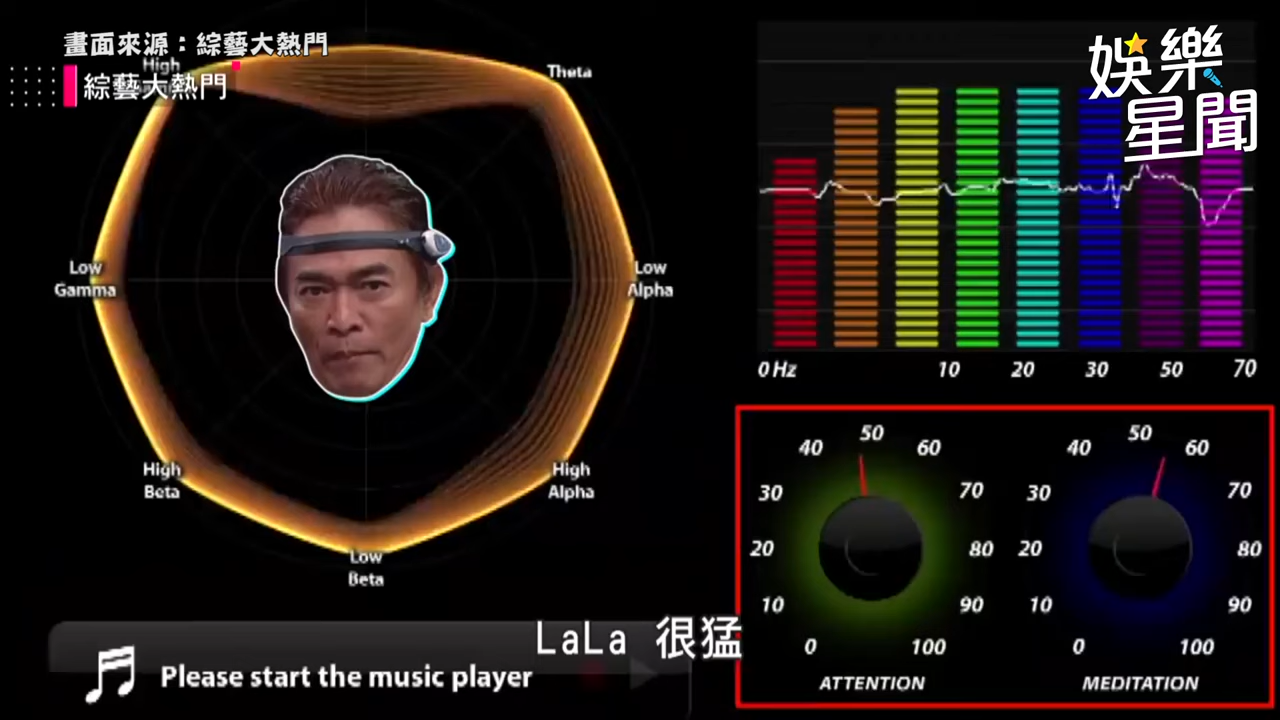 畫面來源：綜藝大熱門
綜藝大熱門
娛樂
星聞
High
Theta
Low
Gamma
Low
Alpha
High
Beta
High
Alpha
Low
Beta
0 Hz 10 20 30 50 70
40 50 60
30 70
20 80
10 90
0 100
ATTENTION
40 50 60
30 70
20 80
10 90
0 100
MEDITATION
LaLa 很猛
Please start the music player